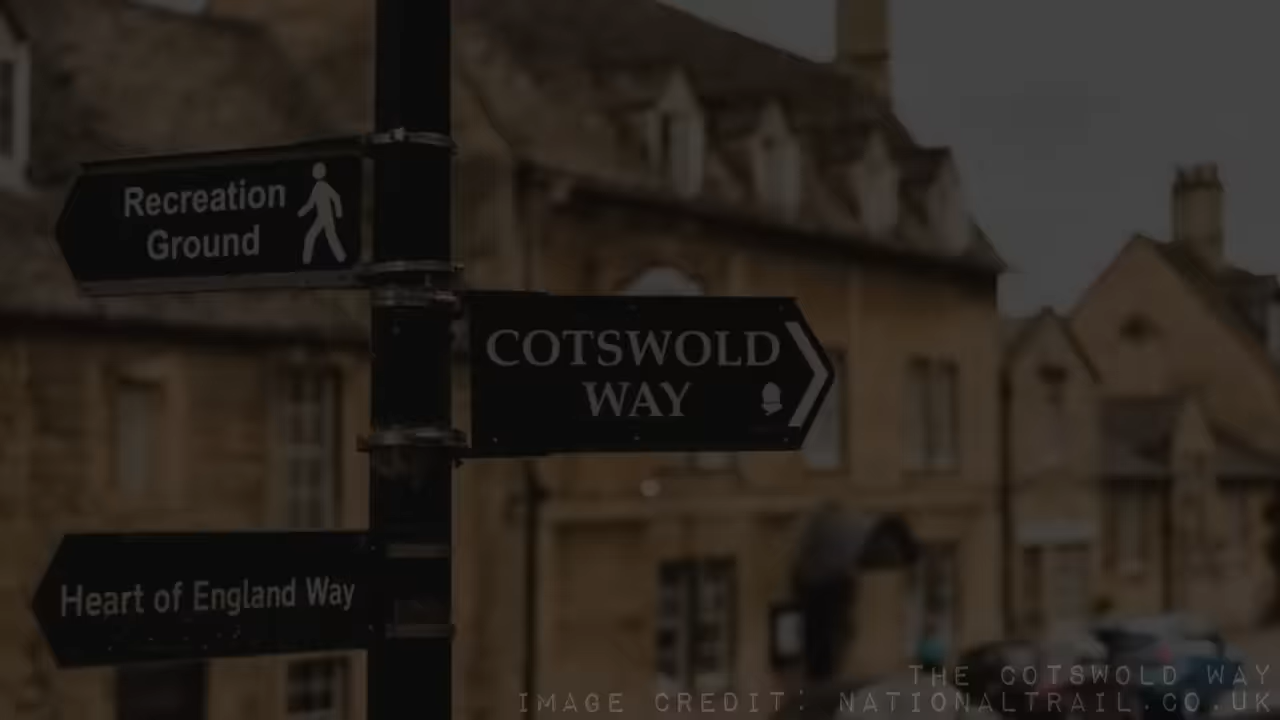 Recreation
Ground
COTSWOLD
WAY
Heart of England Way
THE COTSWOLD WAY
IMAGE CREDIT: NATIONALTRAIL.CO.UK